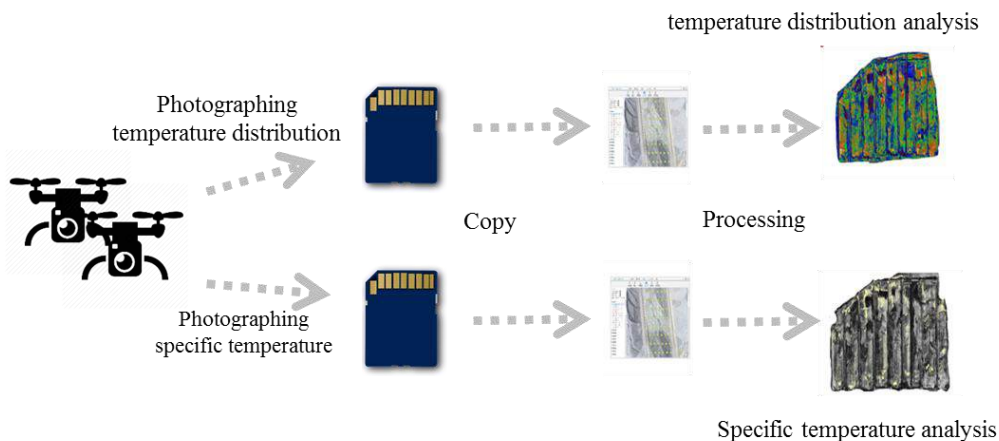 temperature distribution analysis
Photographing
temperature distribution
Copy
Processing
Photographing
specific temperature
Specific temperature analysis